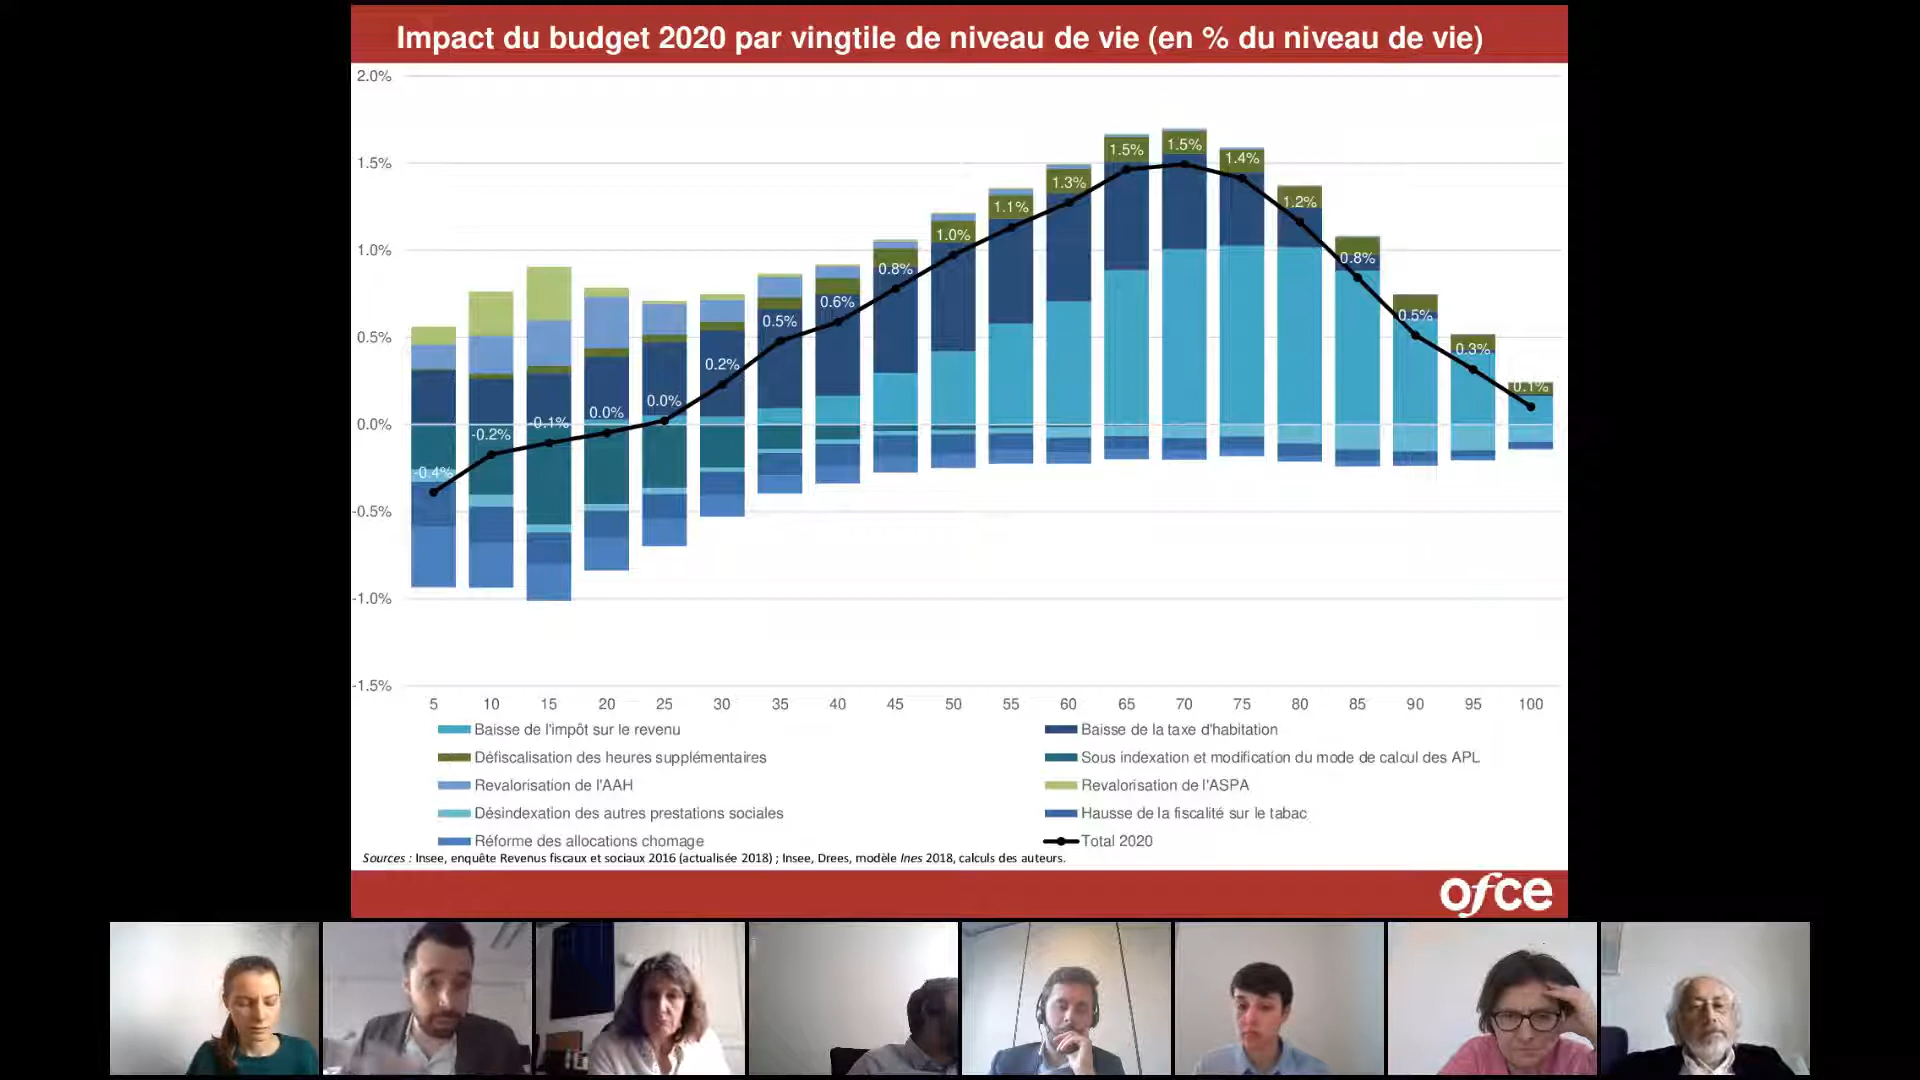 Impact du budget 2020 par vingtile de niveau de vie (en % du niveau de vie)
2.0%
1.5%
1.0%
0.5%
0.0%
-0.5%
-1.0%
-1.5%
-0.4%
-0.2%
-0.1%
0.0%
0.0%
0.2%
0.5%
0.6%
0.8%
1.0%
1.1%
1.3%
1.5%
1.5%
1.4%
1.2%
0.8%
0.5%
0.3%
0.1%
5 10 15 20 25 30 35 40 45 50 55 60 65 70 75 80 85 90 95 100
Baisse de l'impôt sur le revenu
Baisse de la taxe d'habitation
Défiscalisation des heures supplémentaires
Sous indexation et modification du mode de calcul des APL
Revalorisation de l'AAH
Revalorisation de l'ASPA
Désindexation des autres prestations sociales
Hausse de la fiscalité sur le tabac
Réforme des allocations chomage
Total 2020
Sources : Insee, enquête Revenus fiscaux et sociaux 2016 (actualisée 2018) ; Insee, Drees, modèle Ines 2018, calculs des auteurs.
ofce